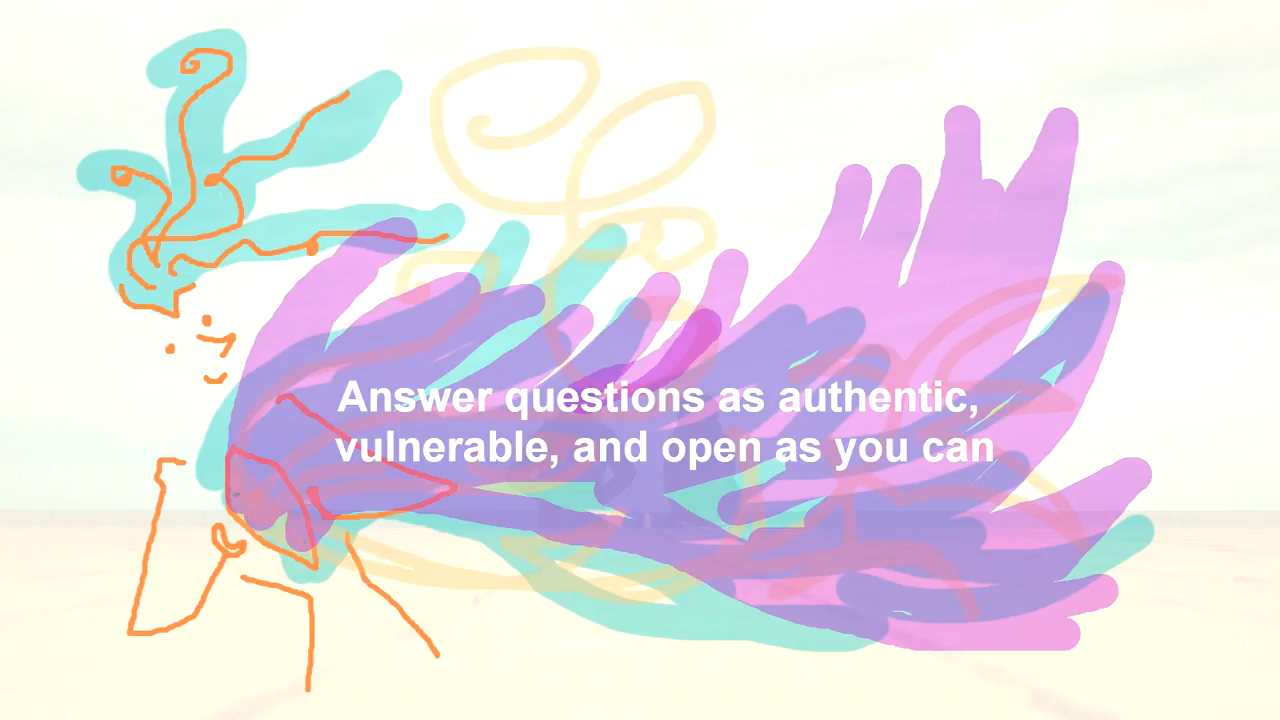 Answer questions as authentic,
vulnerable, and open as you can